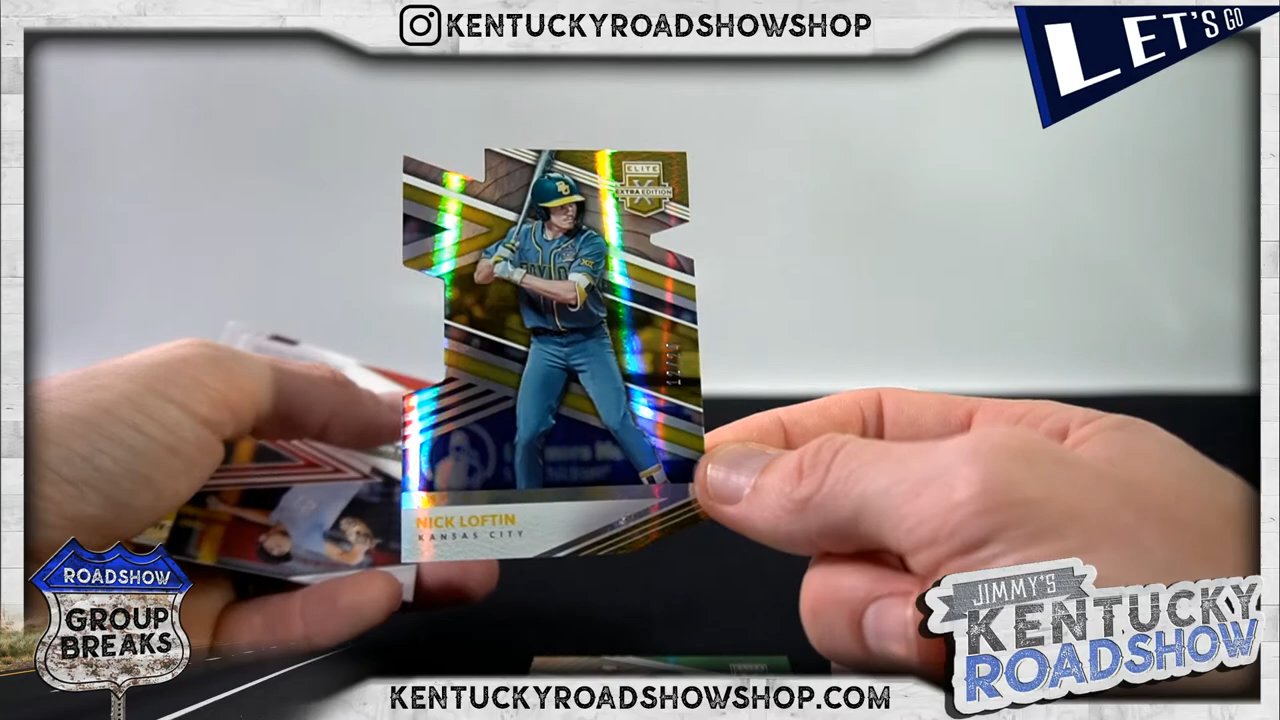 KENTUCKYROADSHOWSHOP
LET'S GO
ELITE
EXTRA EDITION
X
NICK LOFTIN
KANSAS CITY
ROADSHOW
GROUP
BREAKS
JIMMY'S
KENTUCKY
ROADSHOW
KENTUCKYROADSHOWSHOP.COM